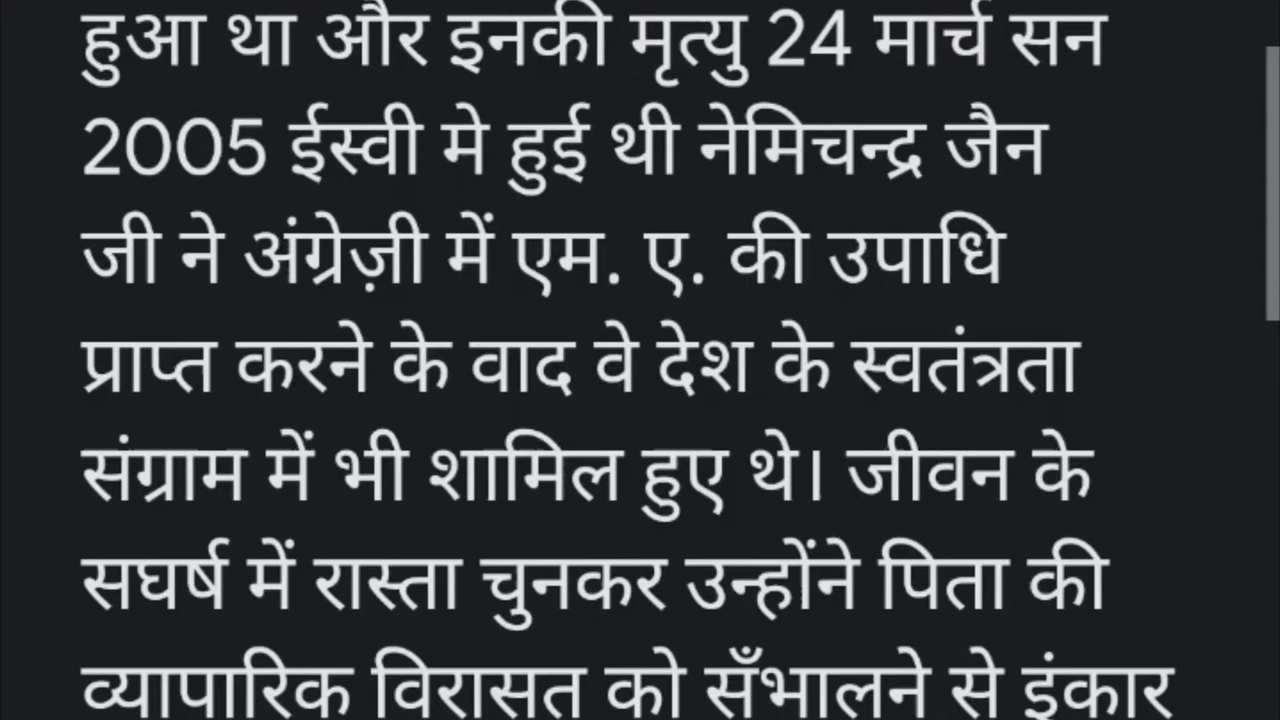 हुआ था और इनकी मृत्यु 24 मार्च सन
2005 ईस्वी मे हुई थी नेमिचन्द्र जैन
जी ने अंग्रेज़ी में एम. ए. की उपाधि
प्राप्त करने के वाद वे देश के स्वतंत्रता
संग्राम में भी शामिल हुए थे। जीवन के
सघर्ष में रास्ता चुनकर उन्होंने पिता की
व्यापारिक विरासत को सँभालने से इंकार